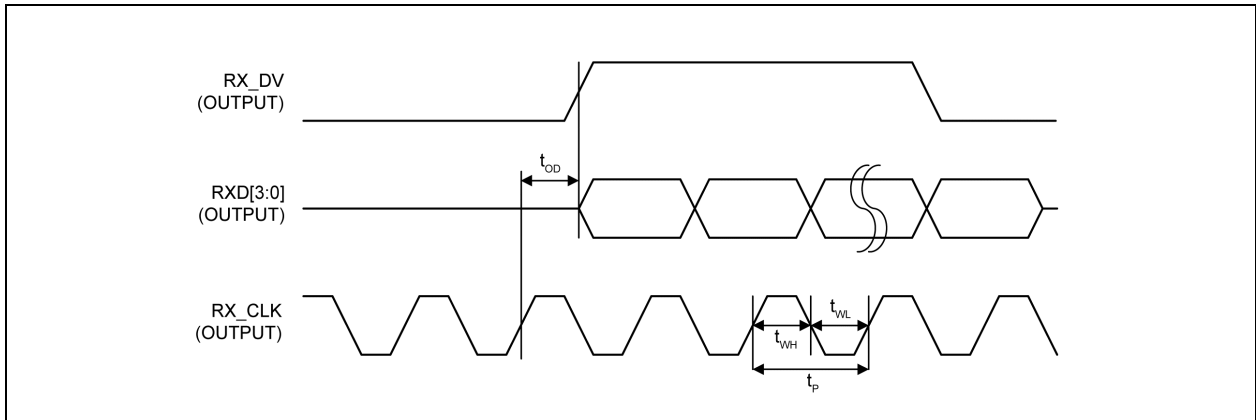 RX_DV
(OUTPUT)
t_OD
RXD[3:0]
(OUTPUT)
RX_CLK
(OUTPUT)
t_WL
t_WH
t_P